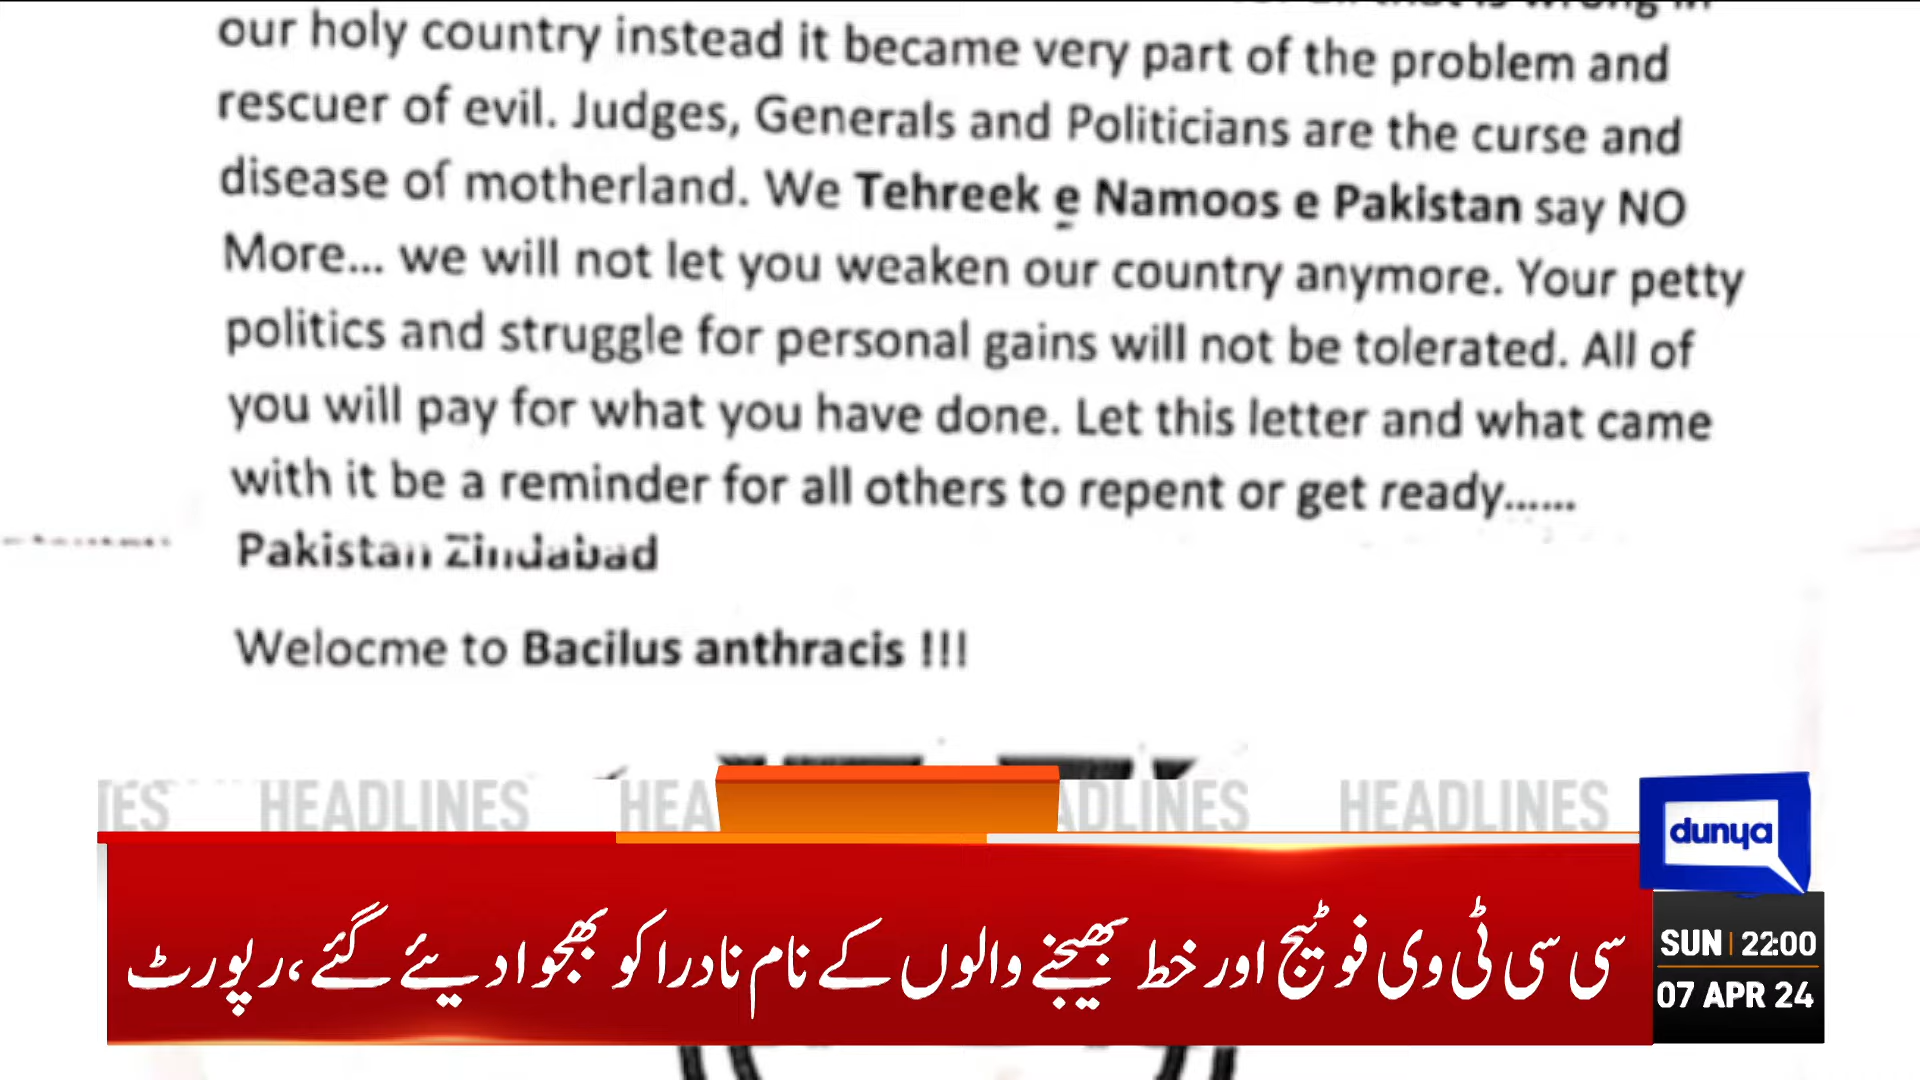 our holy country instead it became very part of the problem and
rescuer of evil. Judges, Generals and Politicians are the curse and
disease of motherland. We Tehreek e Namoos e Pakistan say NO
More... we will not let you weaken our country anymore. Your petty
politics and struggle for personal gains will not be tolerated. All of
you will pay for what you have done. Let this letter and what came
with it be a reminder for all others to repent or get ready......
Pakistan Zindabad
Welocme to Bacilus anthracis !!!
HEADLINES HEADLINES
dunya
سی سی ٹی وی فوٹیج اور خط بھیجنے والوں کے نام نادرا کو بھجوا دیئے گئے، رپورٹ
SUN 22:00
07 APR 24